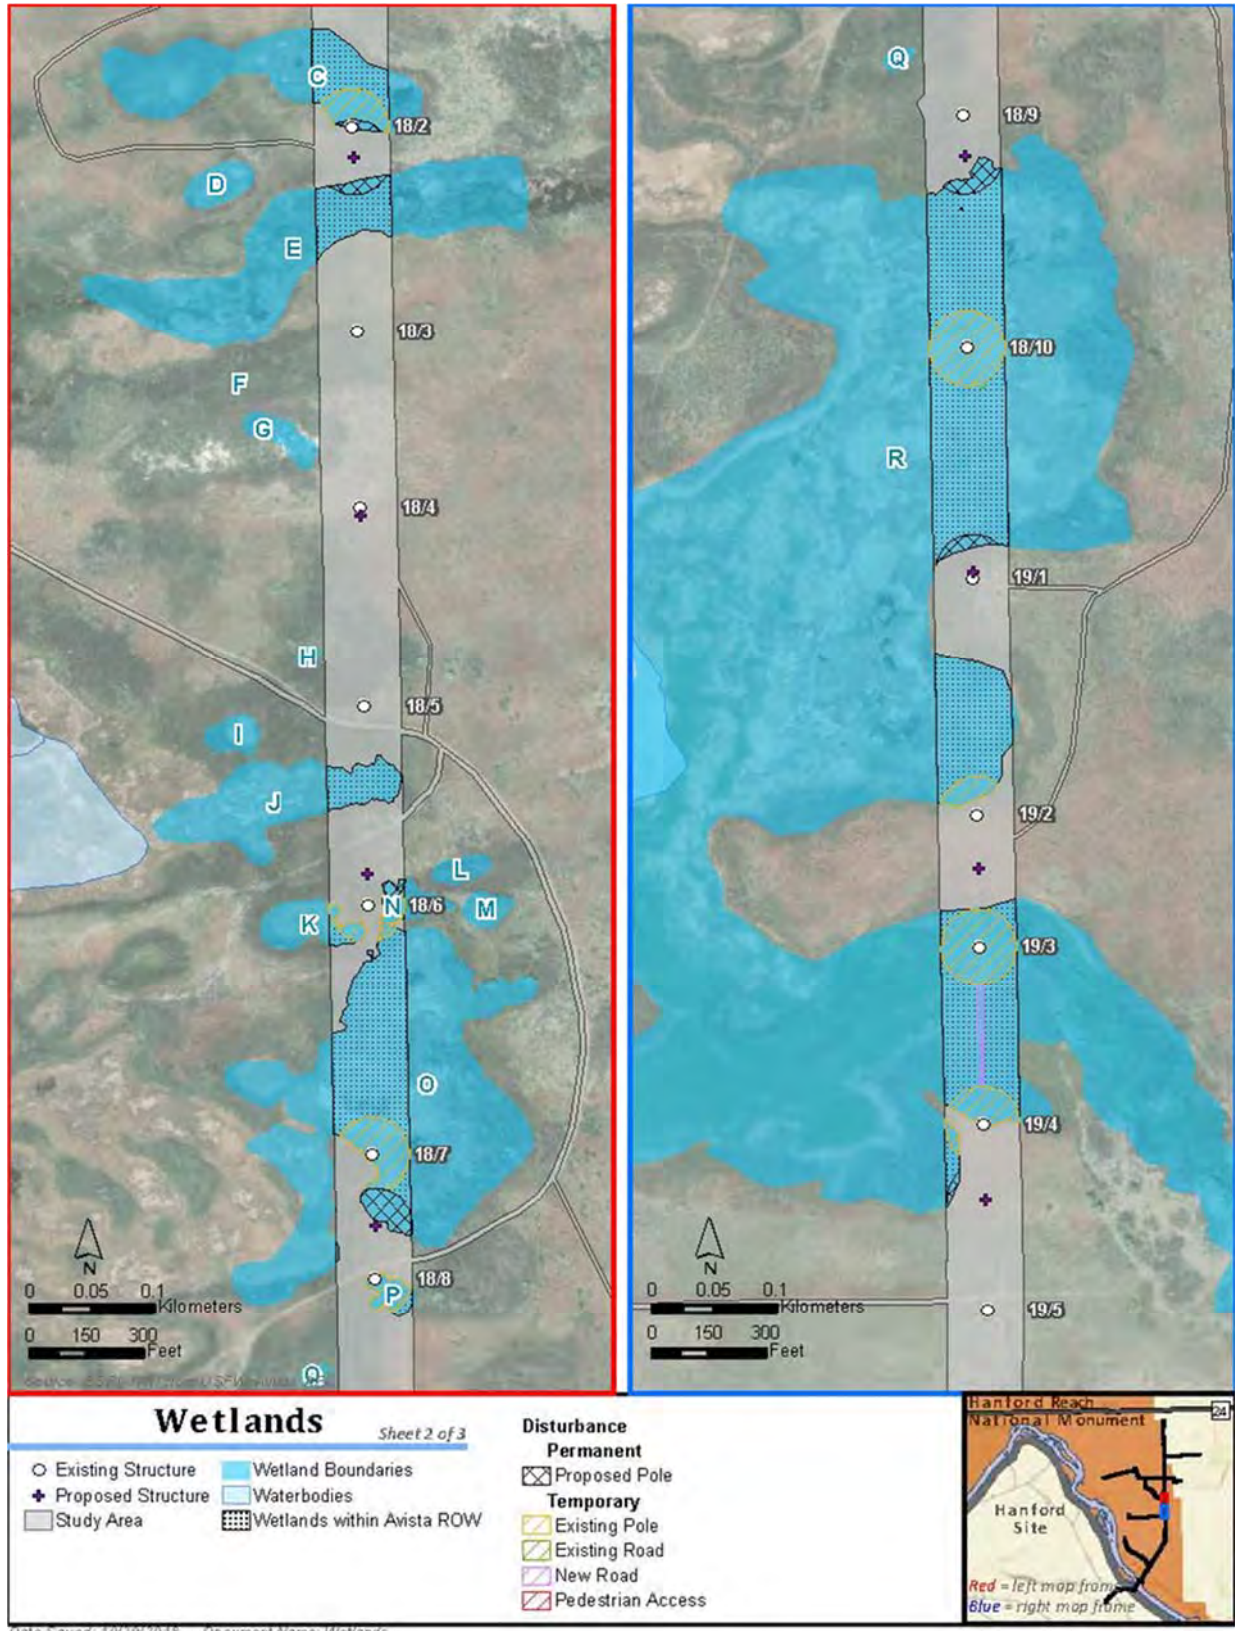 C
18/2
D
E
18/3
F
G
18/4
H
18/5
I
J
L
N
18/6
M
K
O
18/7
18/8
P
N
0 0.05 0.1
Kilometers
0 150 300
Feet
Q
Q
18/9
18/10
R
19/1
19/2
19/3
19/4
N
0 0.05 0.1
Kilometers
19/5
0 150 300
Feet
Wetlands
Sheet 2 of 3
Existing Structure
Proposed Structure
Study Area
Wetland Boundaries
Waterbodies
Wetlands within Avista ROW
Disturbance
Permanent
Proposed Pole
Temporary
Existing Pole
Existing Road
New Road
Pedestrian Access
Hanford Reach
National Monument
24
Hanford
Site
Red = left map frame
Blue = right map frame